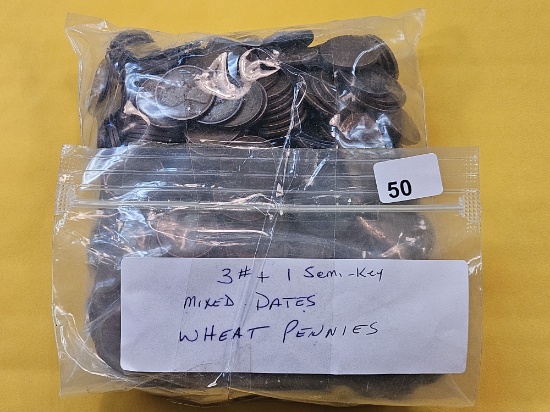 50
3# + 1 Semi-Key
MIXED DATES
WHEAT PENNIES